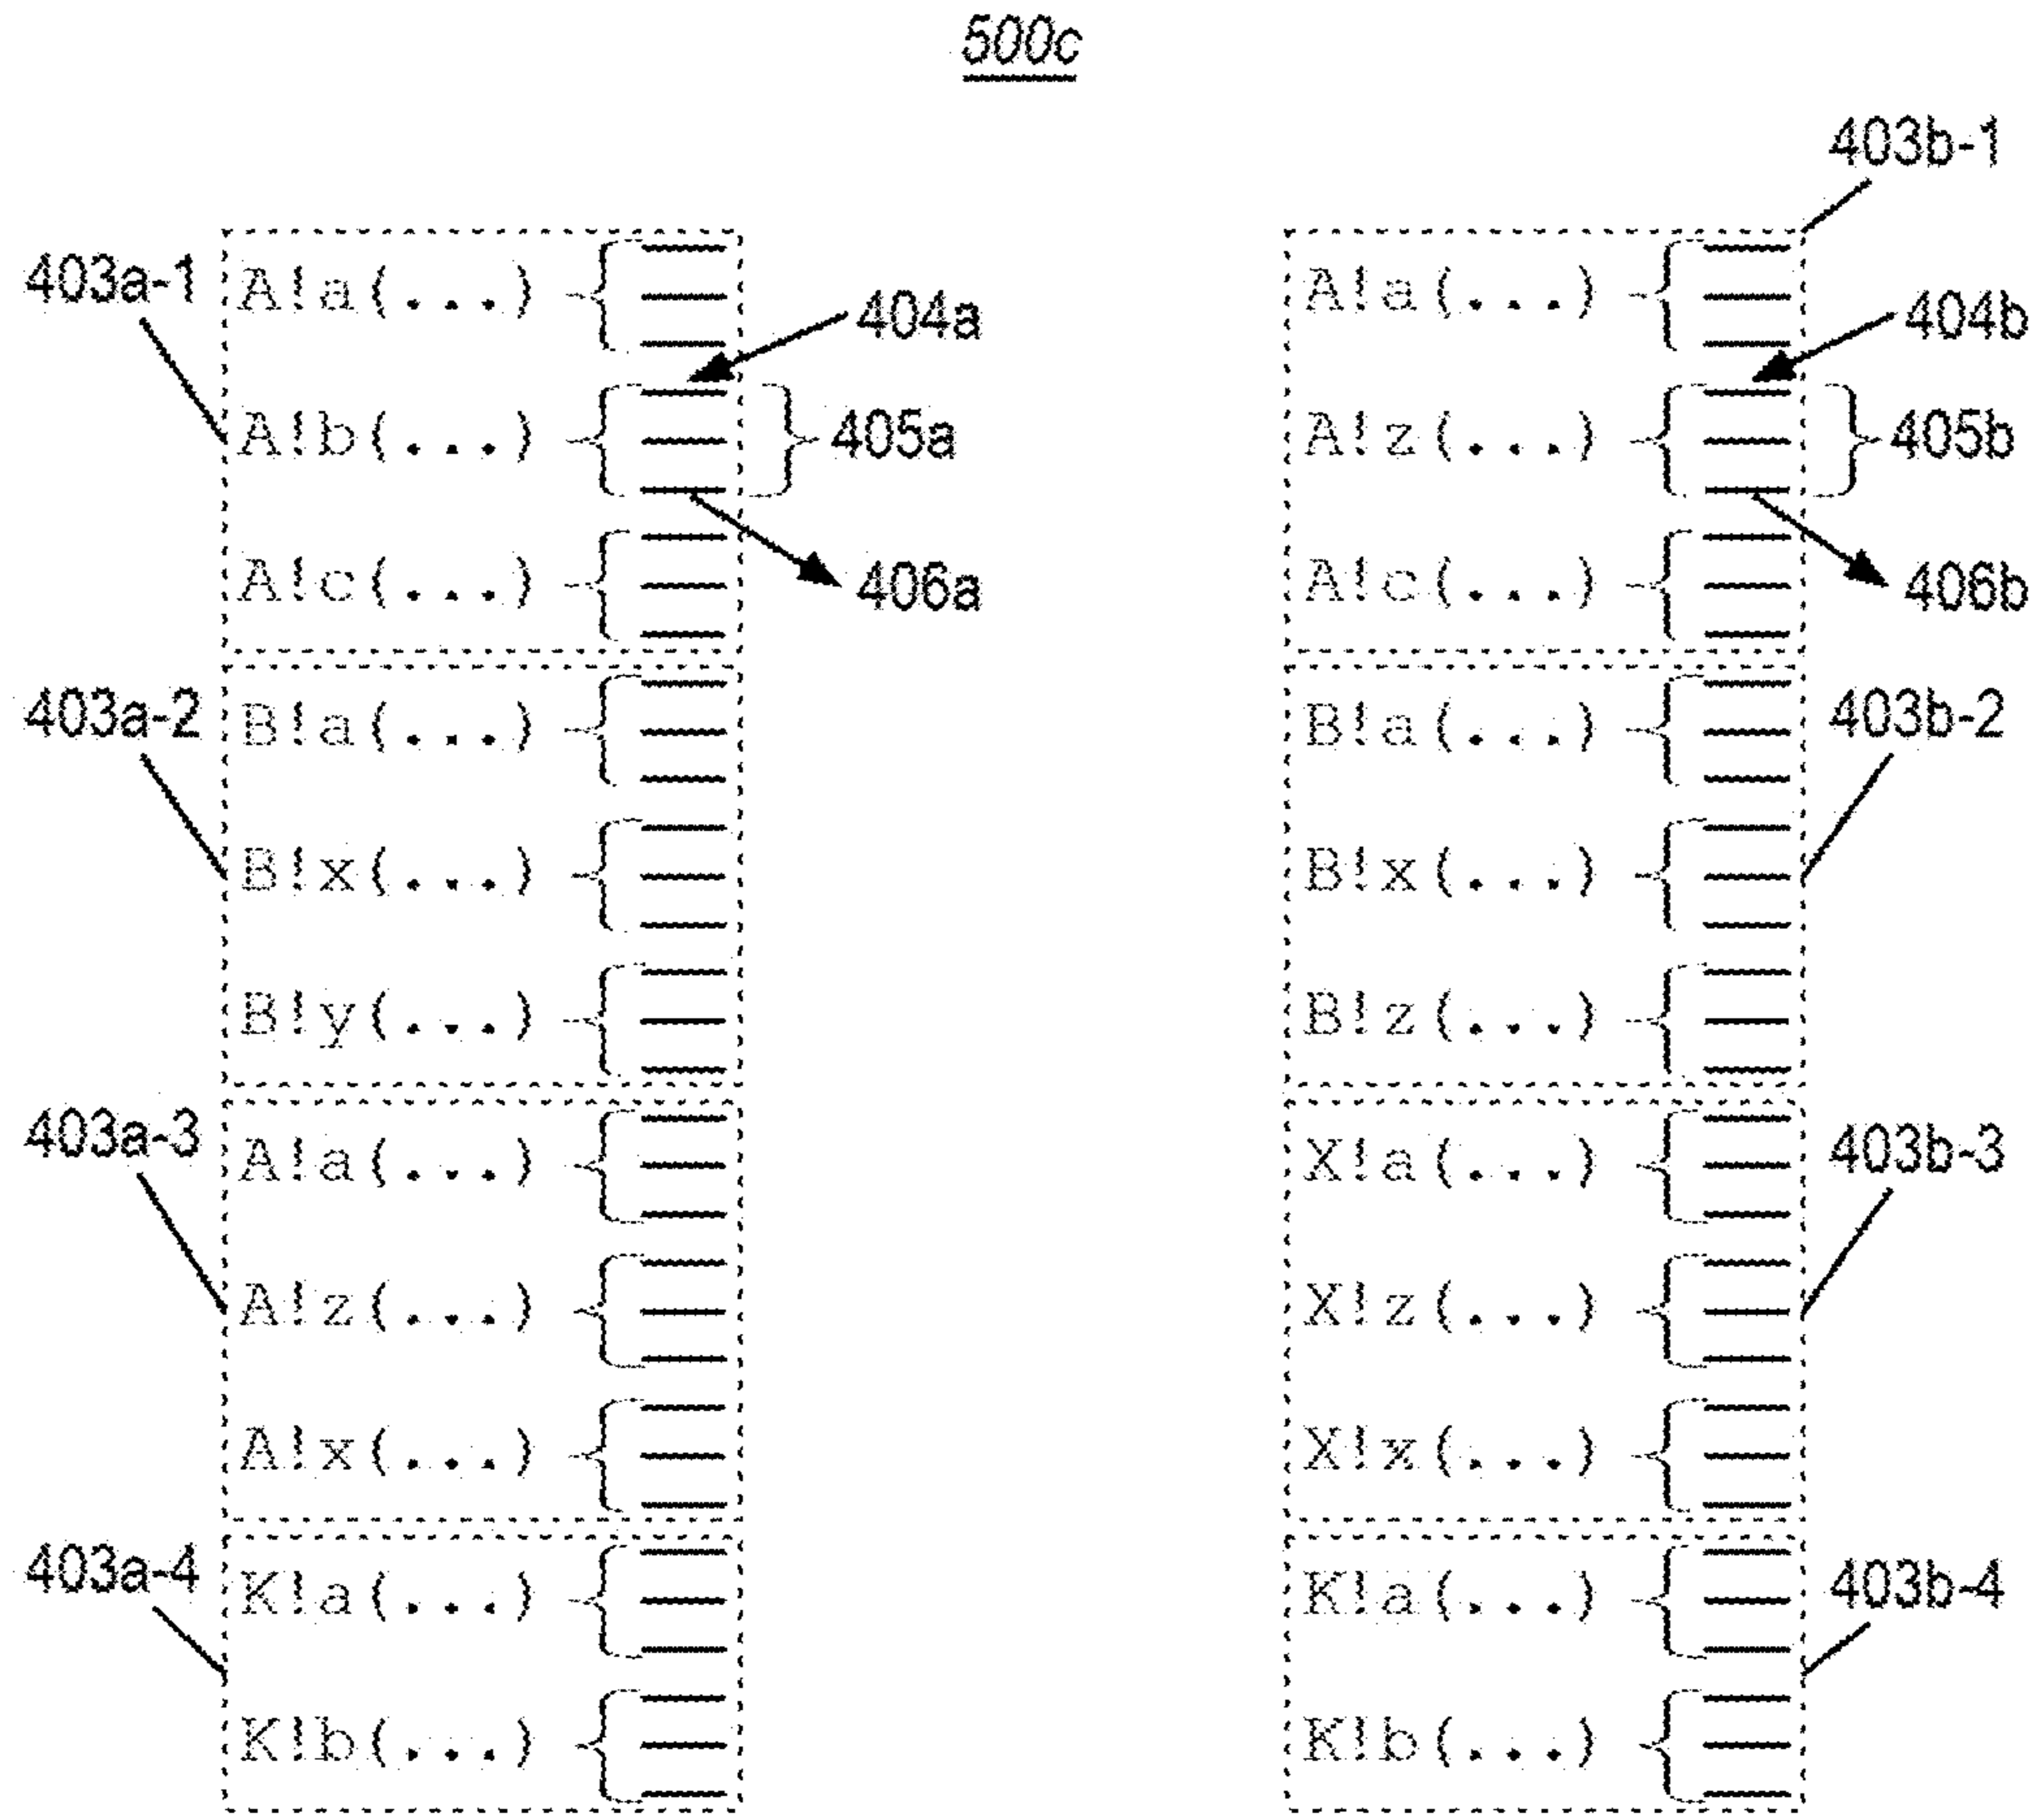 500c
403b-1
403a-1
A!a(...)
A!a(...)
404a
404b
A!b(...)
405a
A!z(...)
405b
A!c(...)
406a
A!c(...)
406b
403a-2
B!a(...)
B!a(...)
403b-2
B!x(...)
B!x(...)
B!y(...)
B!z(...)
403a-3
A!a(...)
X!a(...)
403b-3
A!z(...)
X!z(...)
A!x(...)
X!x(...)
403a-4
K!a(...)
K!a(...)
403b-4
K!b(...)
K!b(...)